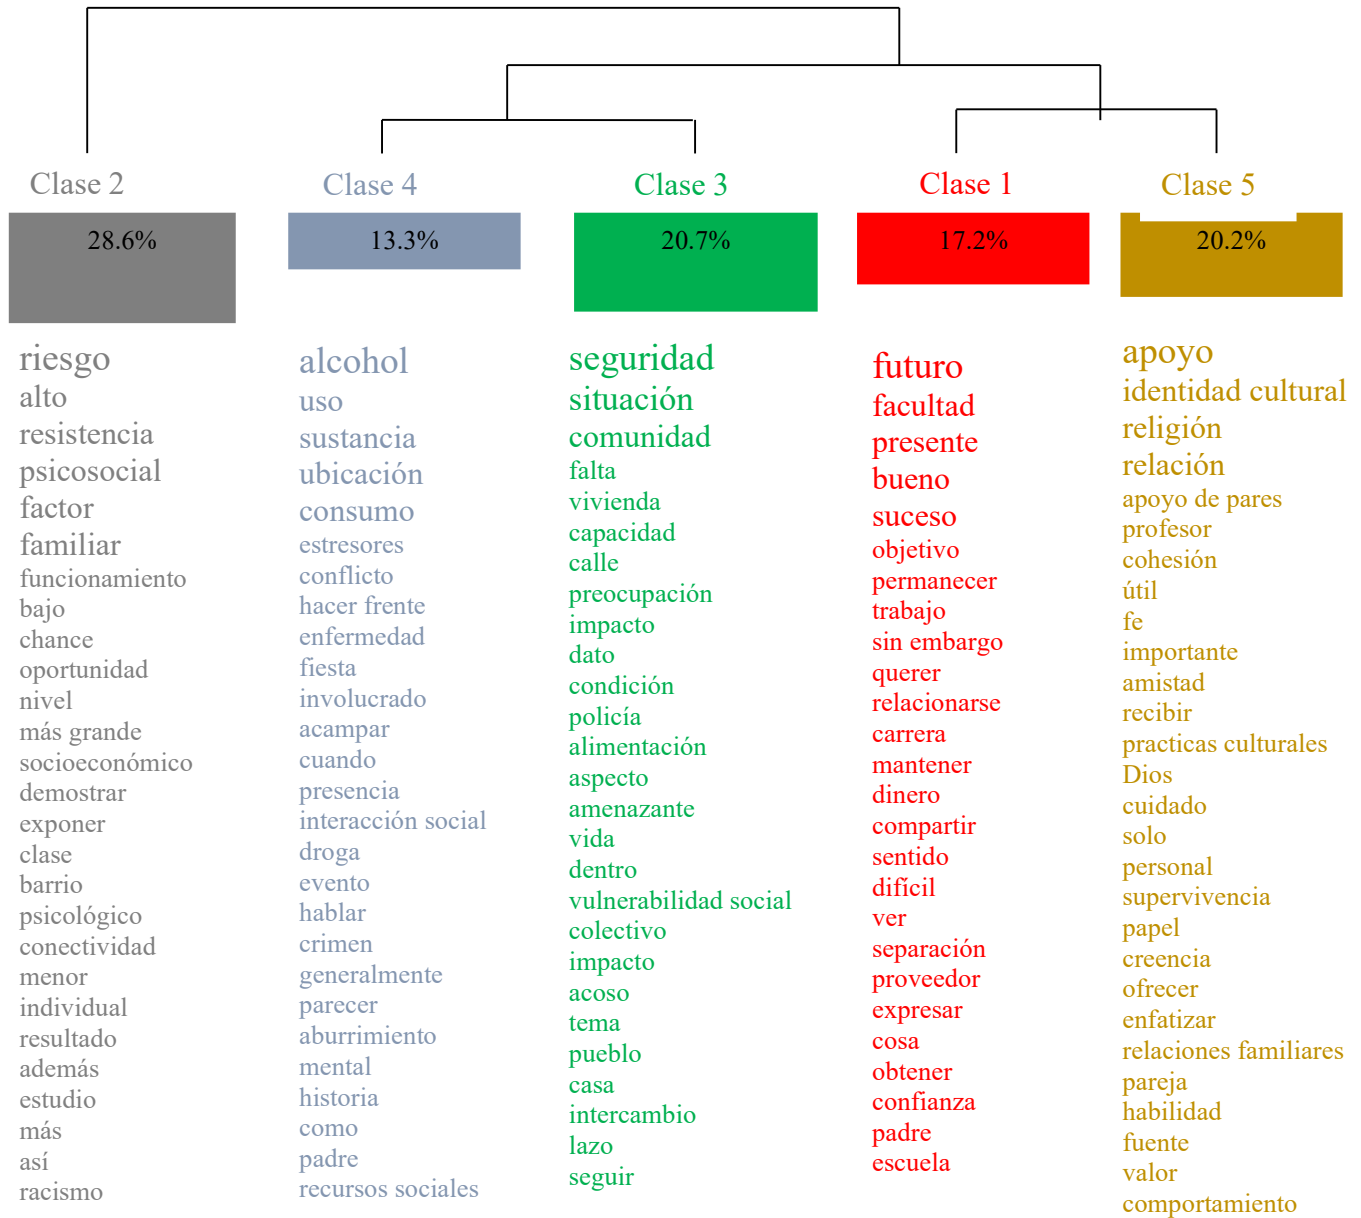 Clase 2
28.6%
riesgo
alto
resistencia
psicosocial
factor
familiar
funcionamiento
bajo
chance
oportunidad
nivel
más grande
socioeconómico
demostrar
exponer
clase
barrio
psicológico
conectividad
menor
individual
resultado
además
estudio
más
así
racismo
Clase 4
13.3%
alcohol
uso
sustancia
ubicación
consumo
estresores
conflicto
hacer frente
enfermedad
fiesta
involucrado
acampar
cuando
presencia
interacción social
droga
evento
hablar
crimen
generalmente
parecer
aburrimiento
mental
historia
como
padre
recursos sociales
Clase 3
20.7%
seguridad
situación
comunidad
falta
vivienda
capacidad
calle
preocupación
impacto
dato
condición
policía
alimentación
aspecto
amenazante
vida
dentro
vulnerabilidad social
colectivo
impacto
acoso
tema
pueblo
casa
intercambio
lazo
seguir
Clase 1
17.2%
futuro
facultad
presente
bueno
suceso
objetivo
permanecer
trabajo
sin embargo
querer
relacionarse
carrera
mantener
dinero
compartir
sentido
difícil
ver
separación
proveedor
expresar
cosa
obtener
confianza
padre
escuela
Clase 5
20.2%
apoyo
identidad cultural
religión
relación
apoyo de pares
profesor
cohesión
útil
fe
importante
amistad
recibir
practicas culturales
Dios
cuidado
solo
personal
supervivencia
papel
creencia
ofrecer
enfatizar
relaciones familiares
pareja
habilidad
fuente
valor
comportamiento